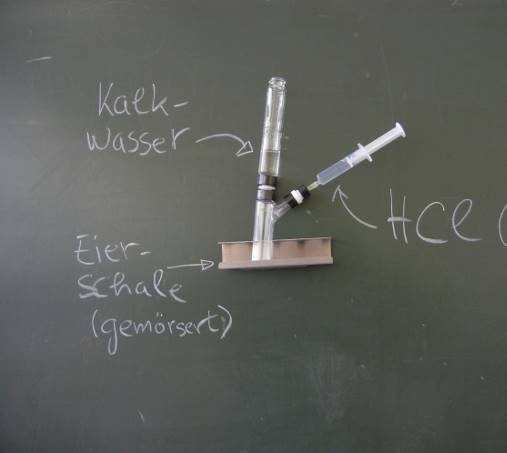 Kalk-
wasser
HCl (
Eier-
schale
(gemörsert)